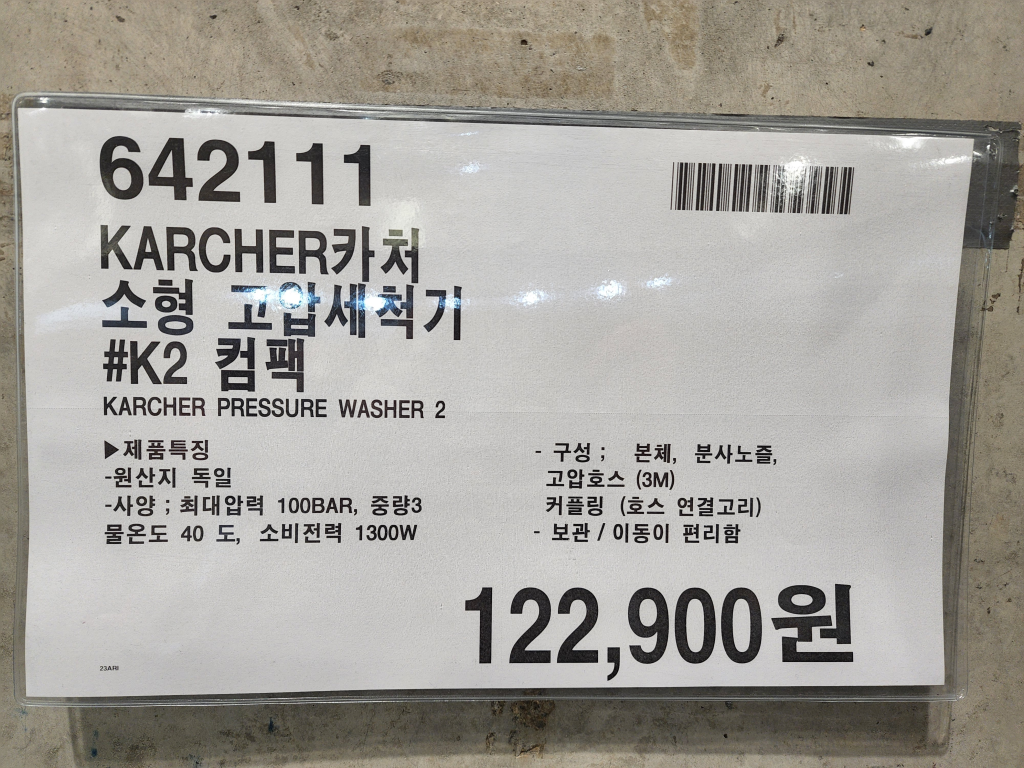 642111
KARCHER카처
소형 고압세척기
#K2 컴팩
KARCHER PRESSURE WASHER 2
▶제품특징
-원산지 독일
-사양 ; 최대압력 100BAR, 중량3
물온도 40 도, 소비전력 1300W
- 구성 ; 본체, 분사노즐,
고압호스 (3M)
커플링 (호스 연결고리)
- 보관 / 이동이 편리함
122,900원
23ARI